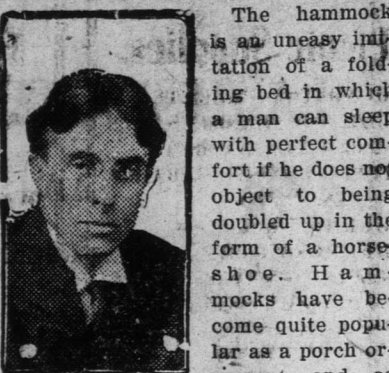 The hammock
is an uneasy imi-
tation of a fold-
ing bed in which
a man can sleep
with perfect com-
fort if he does not
object to being
doubled up in the
form of a horse-
shoe. Ham-
mocks have be-
come quite popu-
lar as a porch or-